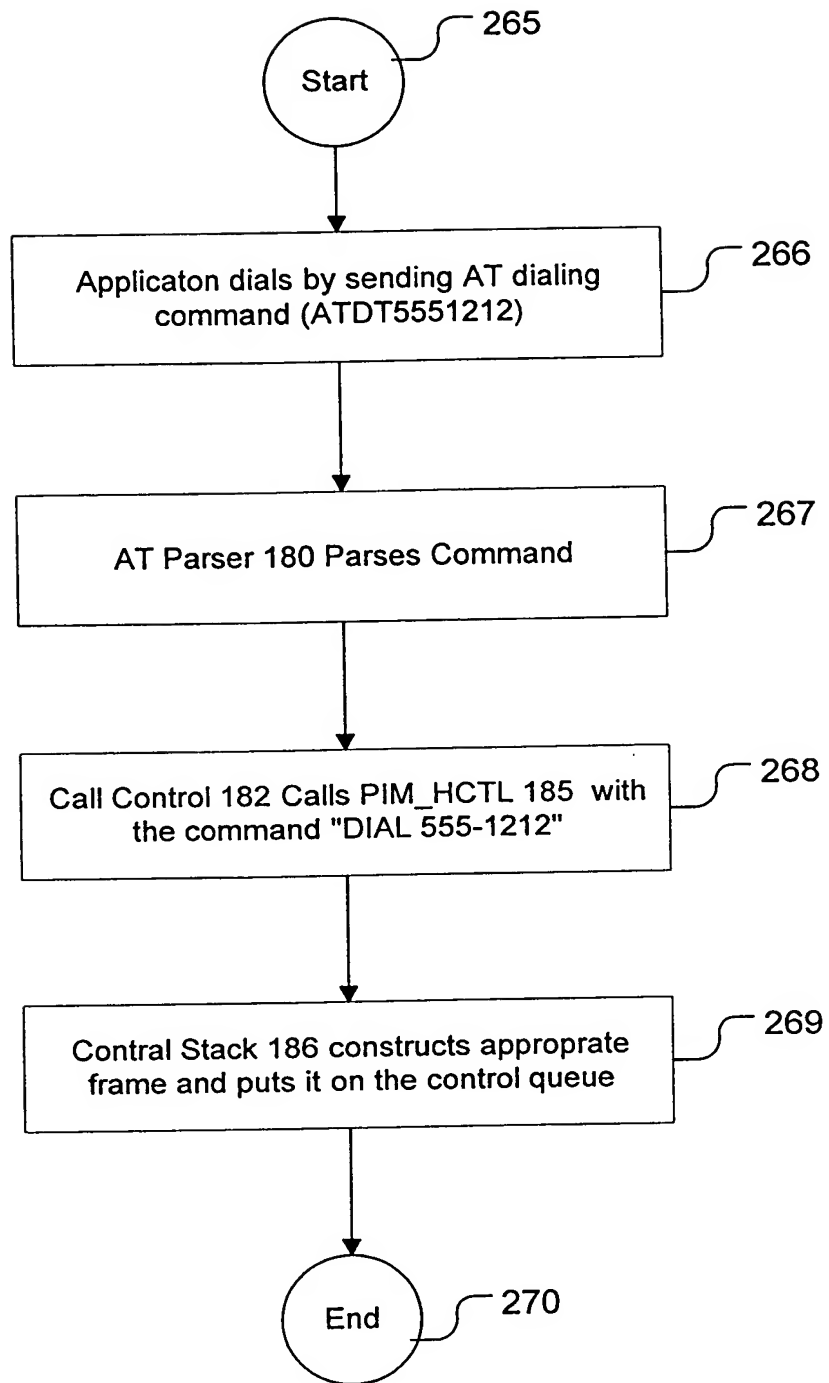 265
Start
266
Applicaton dials by sending AT dialing
command (ATDT5551212)
267
AT Parser 180 Parses Command
268
Call Control 182 Calls PIM_HCTL 185 with
the command "DIAL 555-1212"
269
Contral Stack 186 constructs approprate
frame and puts it on the control queue
End
270